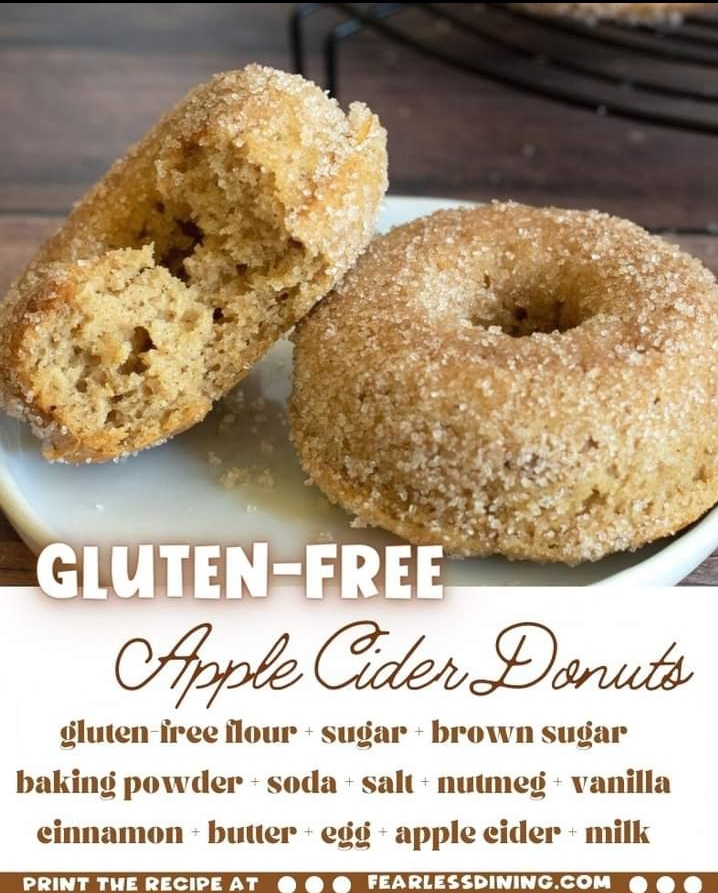 GLUTEN-FREE
Apple Cider Donuts
gluten-free flour + sugar + brown sugar
baking powder + soda + salt + nutmeg + vanilla
cinnamon + butter + egg + apple cider + milk
PRINT THE RECIPE AT ●●● FEARLESSDINING.COM ●●●